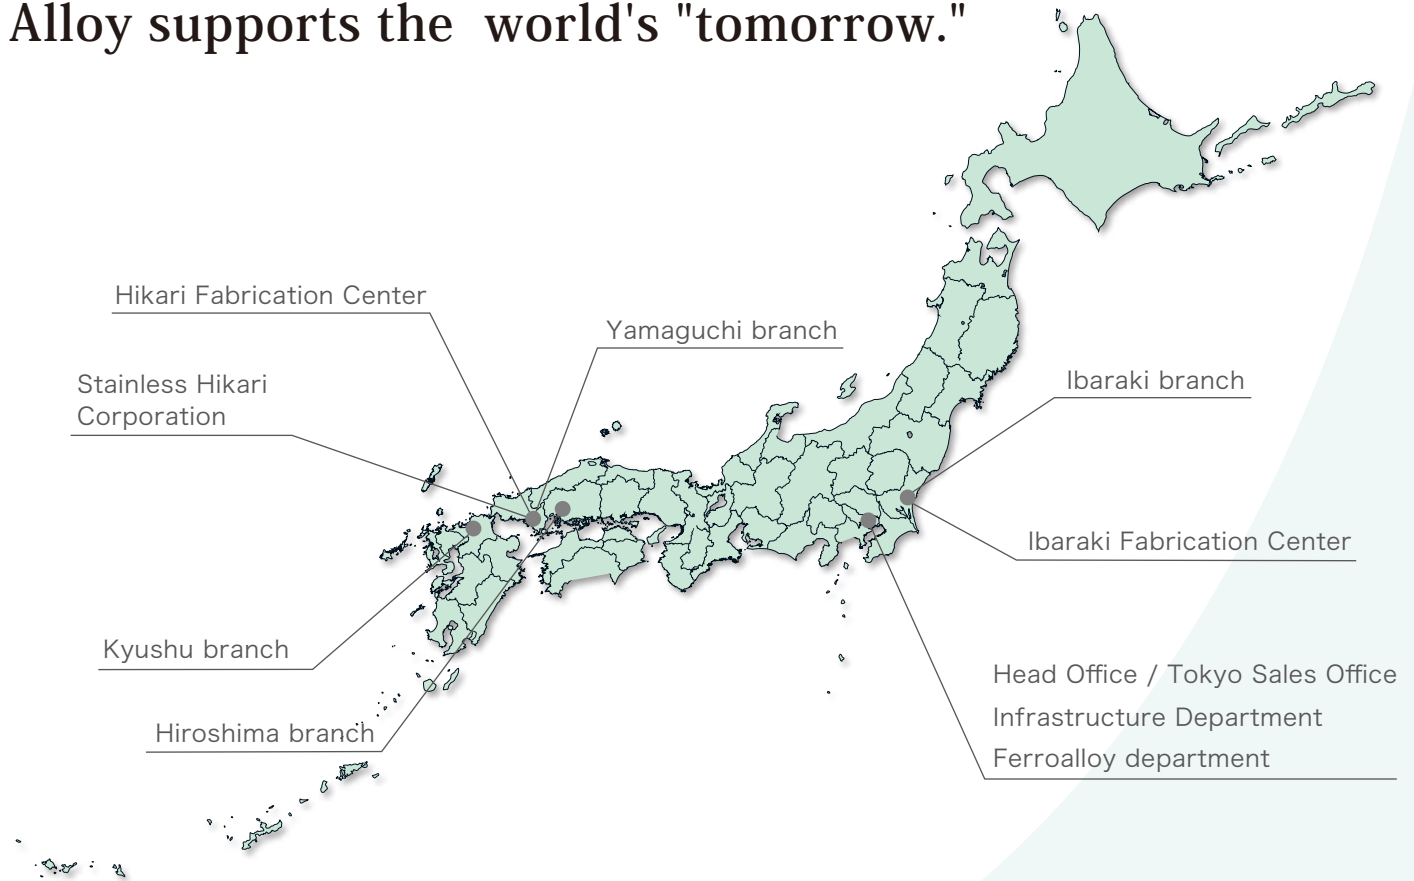 Alloy supports the world's "tomorrow."
Hikari Fabrication Center
Yamaguchi branch
Stainless Hikari
Corporation
Ibaraki branch
Ibaraki Fabrication Center
Kyushu branch
Hiroshima branch
Head Office / Tokyo Sales Office
Infrastructure Department
Ferroalloy department